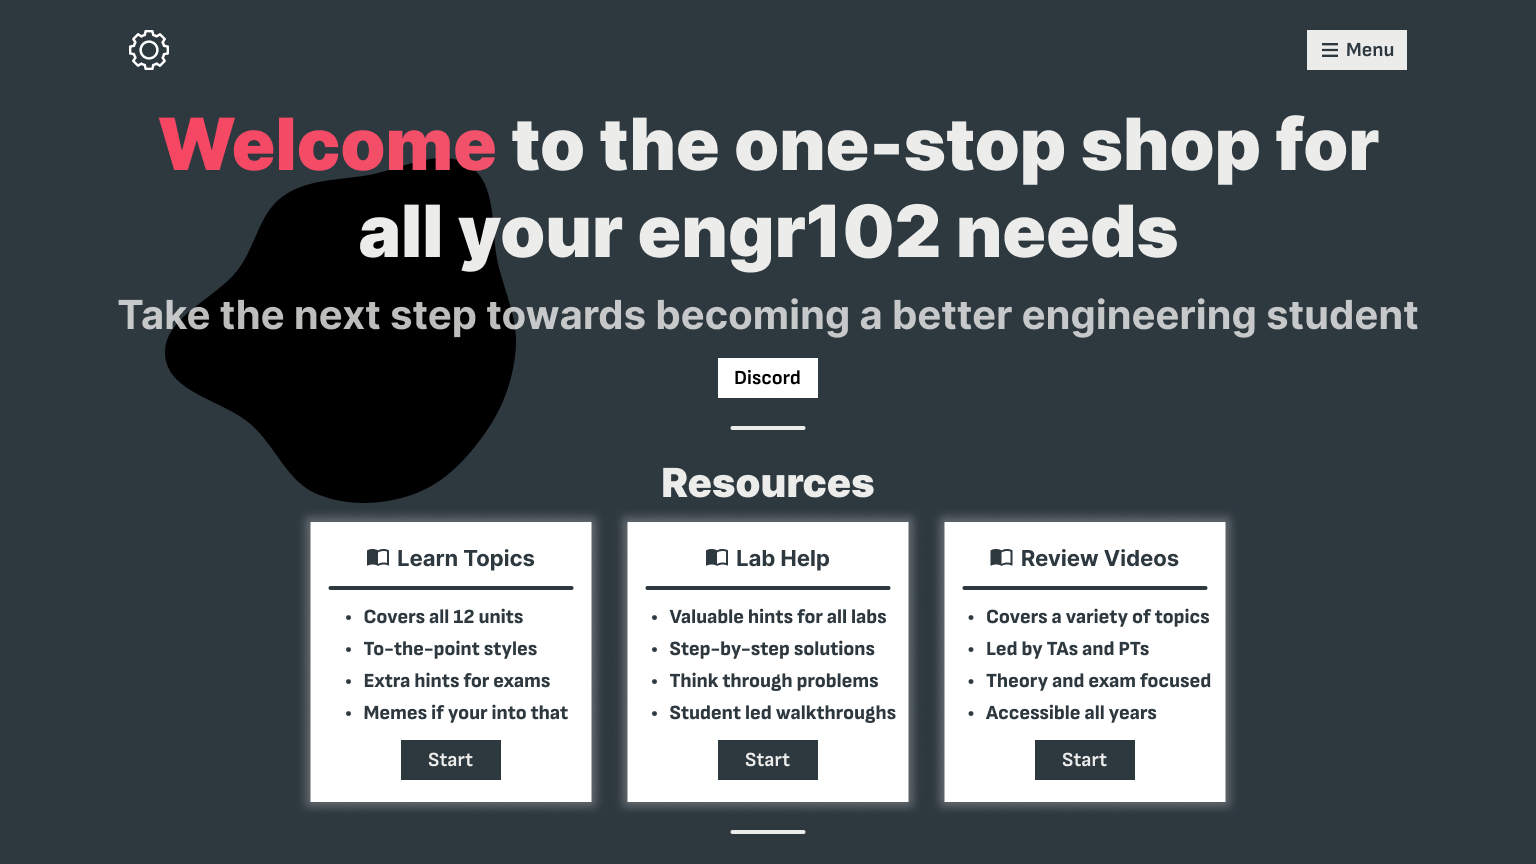 Menu
Welcome to the one-stop shop for
all your engr102 needs
Take the next step towards becoming a better engineering student
Discord
Resources
Learn Topics
Covers all 12 units
To-the-point styles
Extra hints for exams
Memes if your into that
Start
Lab Help
Valuable hints for all labs
Step-by-step solutions
Think through problems
Student led walkthroughs
Start
Review Videos
Covers a variety of topics
Led by TAs and PTs
Theory and exam focused
Accessible all years
Start